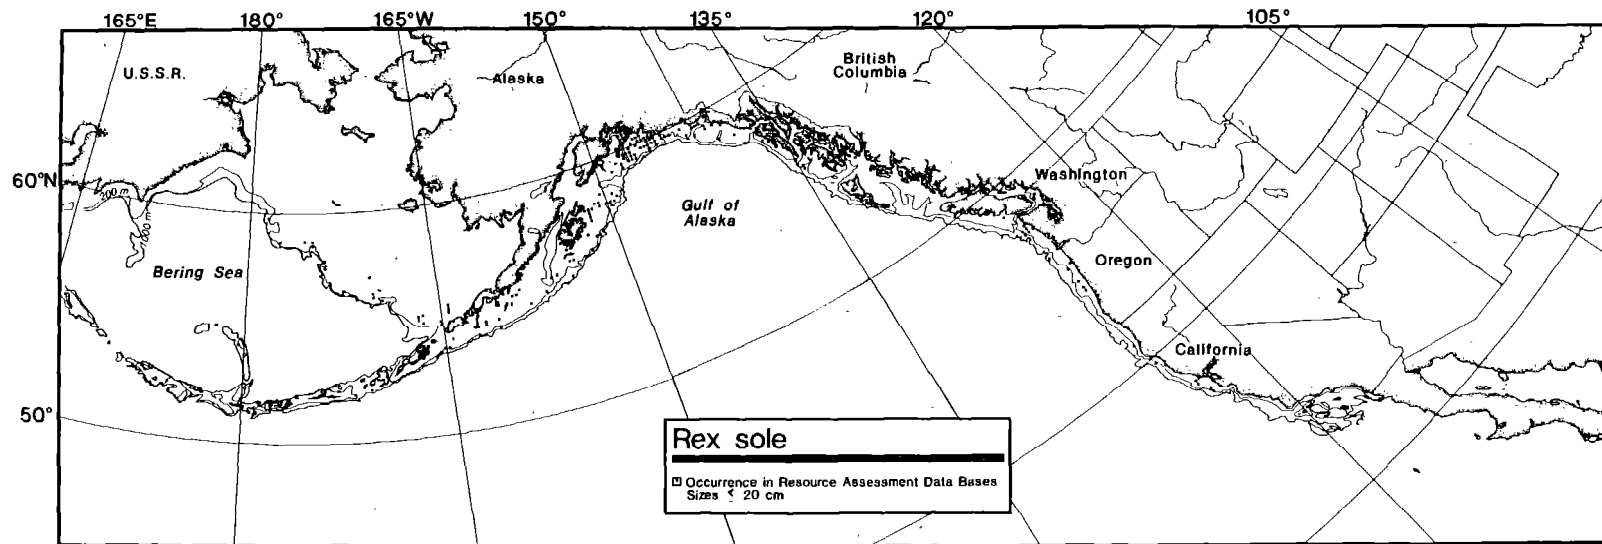 165°E 180° 165°W 150° 135° 120° 105°
U.S.S.R.
Alaska
British
Columbia
60°N
Washington
Gulf of
Alaska
Bering Sea
Oregon
1000 m
California
50°
Rex sole
Occurrence in Resource Assessment Data Bases
Sizes ≤ 20 cm